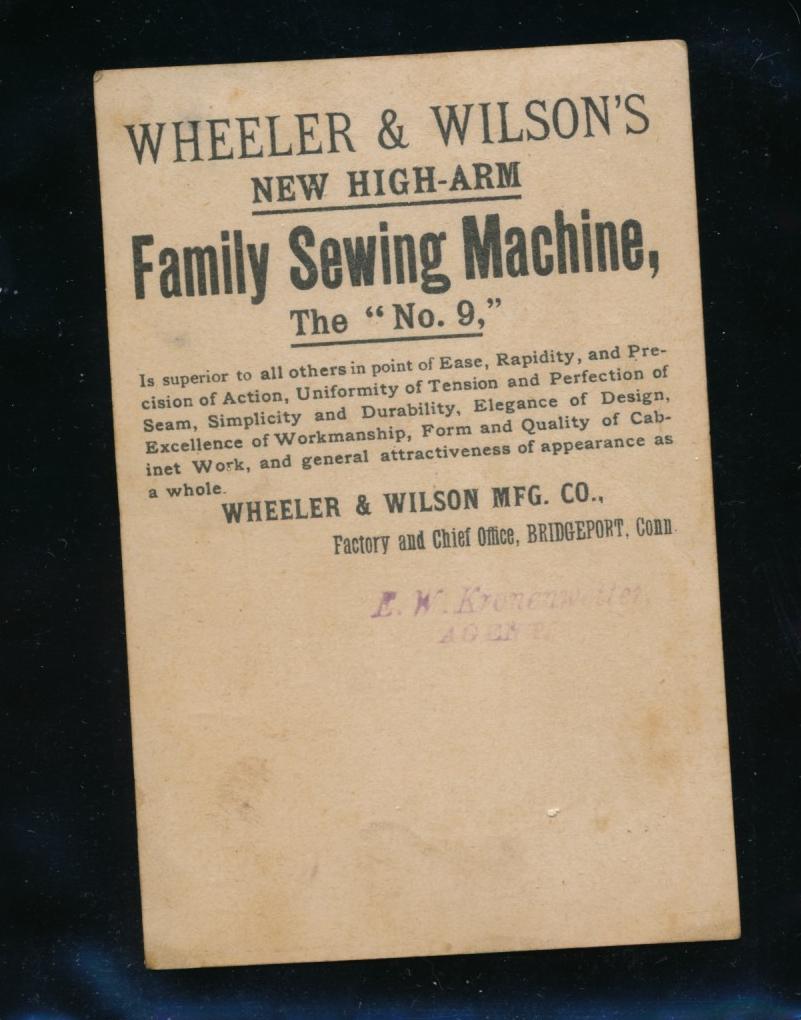 WHEELER & WILSON'S
NEW HIGH-ARM
Family Sewing Machine,
The "No. 9,"
Is superior to all others in point of Ease, Rapidity, and Pre-
cision of Action, Uniformity of Tension and Perfection of
Seam, Simplicity and Durability, Elegance of Design,
Excellence of Workmanship, Form and Quality of Cab-
inet Work, and general attractiveness of appearance as
a whole.
WHEELER & WILSON MFG. CO.,
Factory and Chief Office, BRIDGEPORT, Conn.
E. W. Kronenwetter,
AGENT